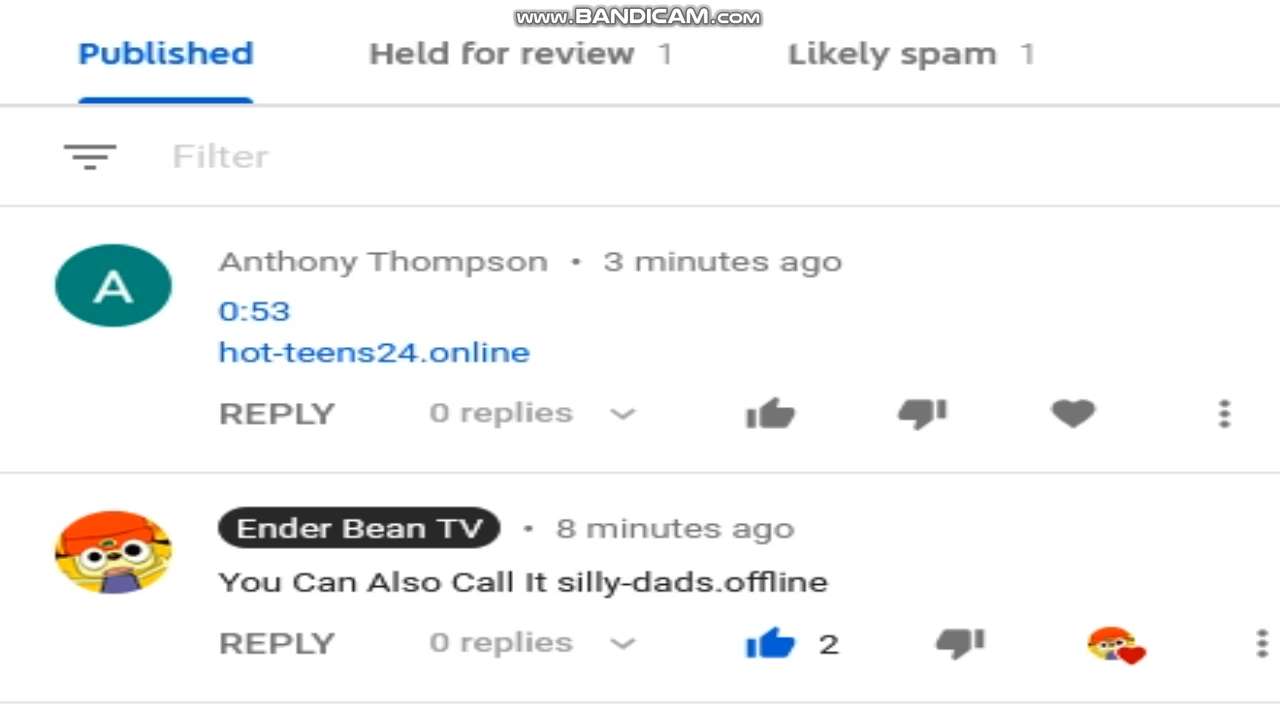 www.BANDICAM.com
Published Held for review 1 Likely spam 1
Filter
A
Anthony Thompson • 3 minutes ago
0:53
hot-teens24.online
REPLY 0 replies
Ender Bean TV • 8 minutes ago
You Can Also Call It silly-dads.offline
REPLY 0 replies 2